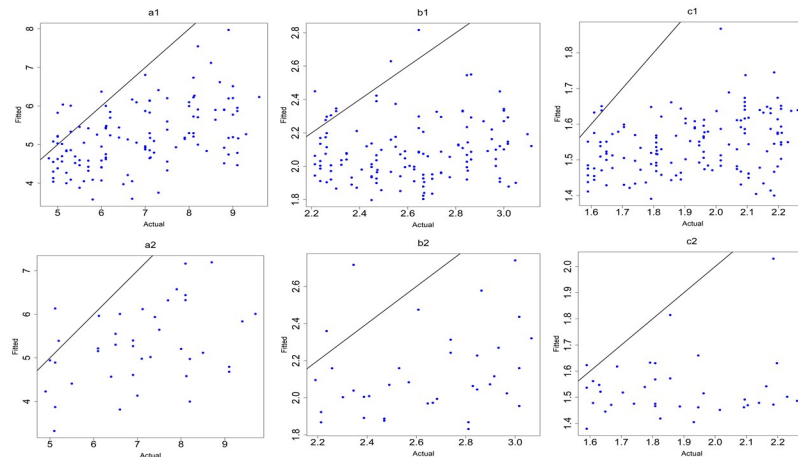 a1
b1
c1
Fitted
8
7
6
5
4
5 6 7 8 9
Actual
Fitted
2.8
2.6
2.4
2.2
2.0
1.8
2.2 2.4 2.6 2.8 3.0
Actual
Fitted
1.8
1.7
1.6
1.5
1.4
1.6 1.7 1.8 1.9 2.0 2.1 2.2
Actual
a2
b2
c2
Fitted
7
6
5
4
5 6 7 8 9
Actual
Fitted
2.6
2.4
2.2
2.0
1.8
2.2 2.4 2.6 2.8 3.0
Actual
Fitted
2.0
1.9
1.8
1.7
1.6
1.5
1.4
1.6 1.7 1.8 1.9 2.0 2.1 2.2
Actual